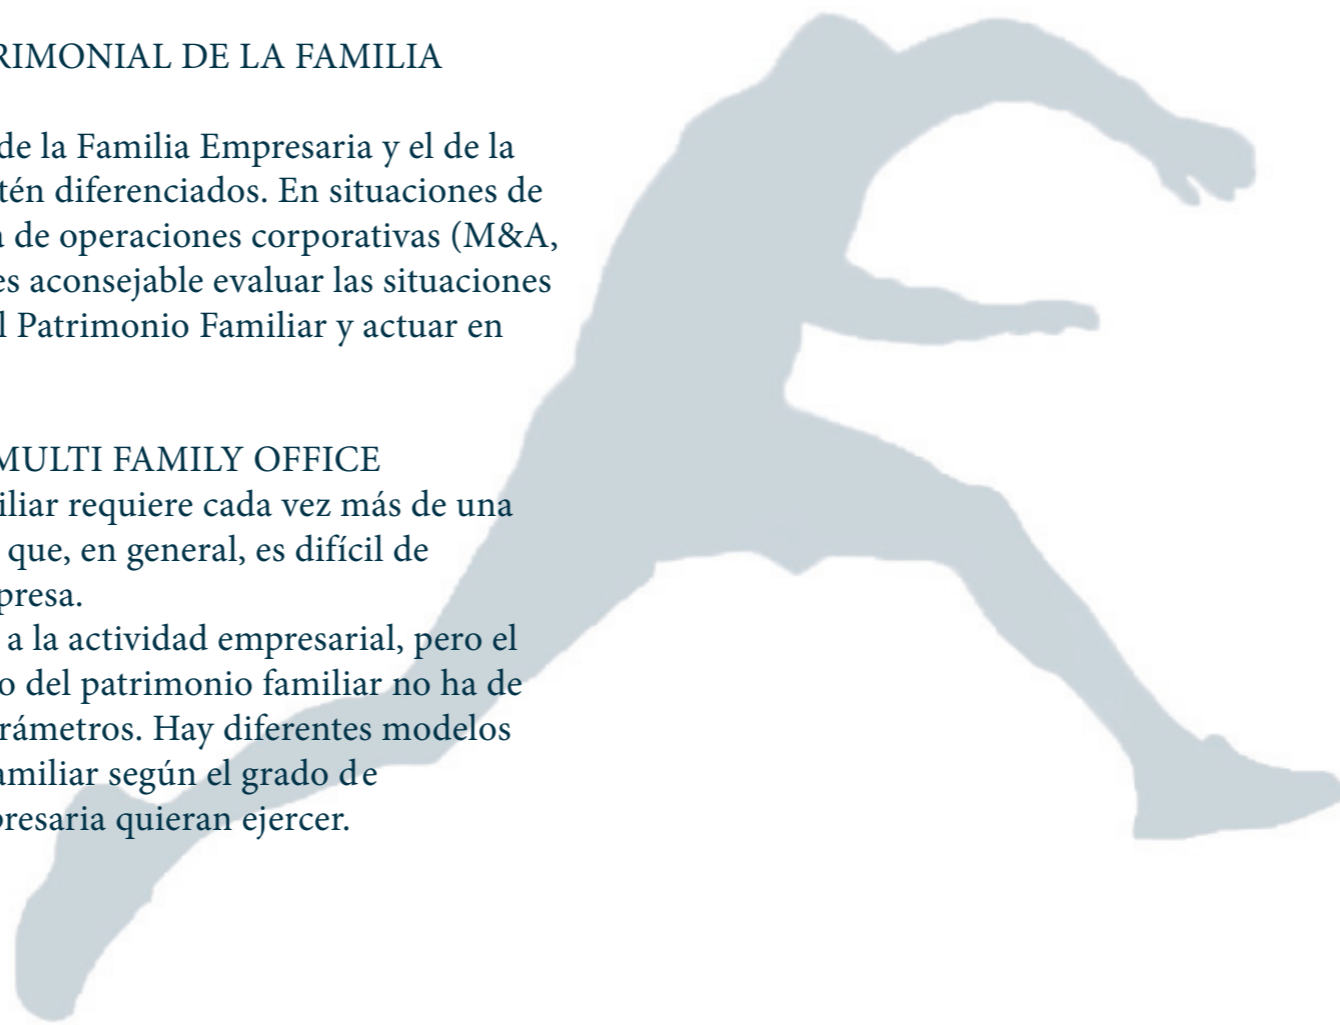 RIMONIAL DE LA FAMILIA
de la Familia Empresaria y el de la
tén diferenciados. En situaciones de
de operaciones corporativas (M&A,
es aconsejable evaluar las situaciones
l Patrimonio Familiar y actuar en
MULTI FAMILY OFFICE
iliar requiere cada vez más de una
que, en general, es difícil de
presa.
a la actividad empresarial, pero el
o del patrimonio familiar no ha de
rámetros. Hay diferentes modelos
amiliar según el grado de
presaria quieran ejercer.